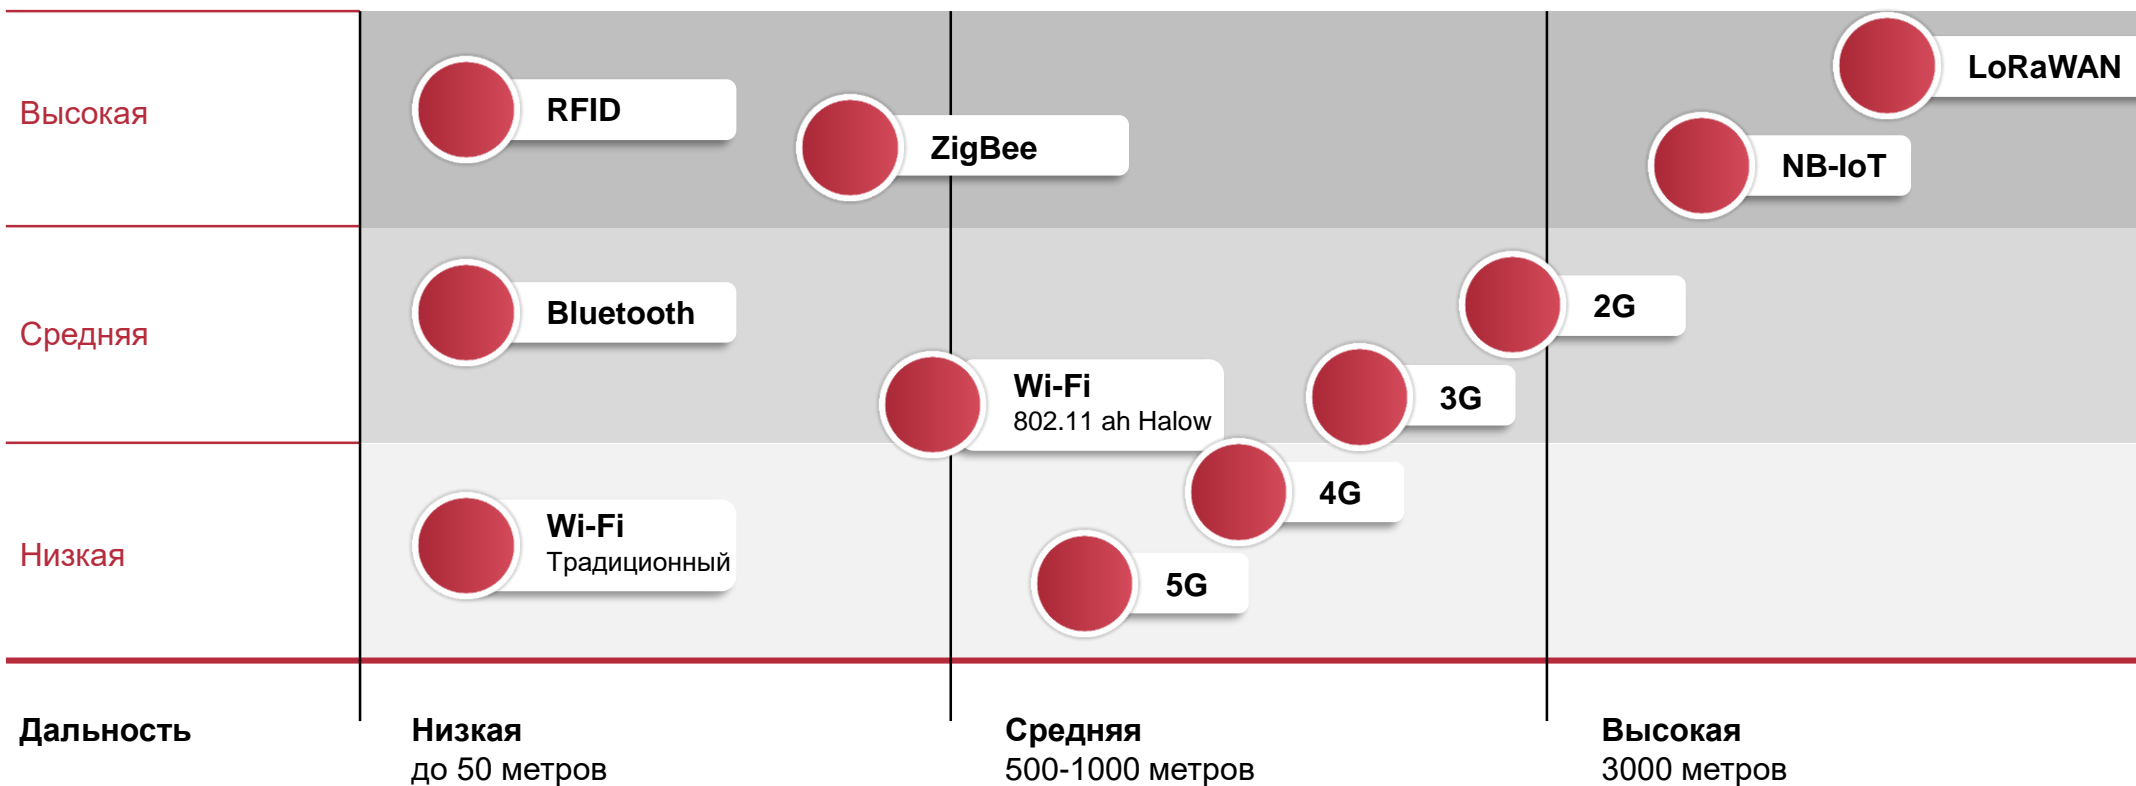 Высокая
RFID
ZigBee
LoRaWAN
NB-IoT
Средняя
Bluetooth
2G
Wi-Fi
802.11 ah Halow
3G
Низкая
Wi-Fi
Традиционный
4G
5G
Дальность
Низкая
до 50 метров
Средняя
500-1000 метров
Высокая
3000 метров